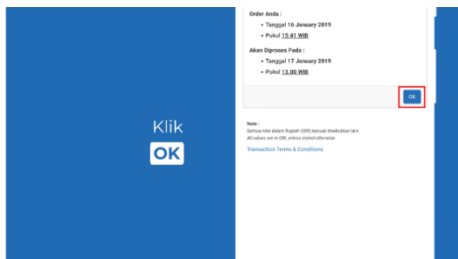 Klik
OK
Order Anda :
• Tanggal 16 January 2019
• Pukul 15.41 WIB
Akan Diproses Pada :
• Tanggal 17 January 2019
• Pukul 13.00 WIB
OK
Note :
Semua nilai dalam Rupiah (IDR) kecuali disebutkan lain.
All values are in IDR, unless stated otherwise
Transaction Terms & Conditions